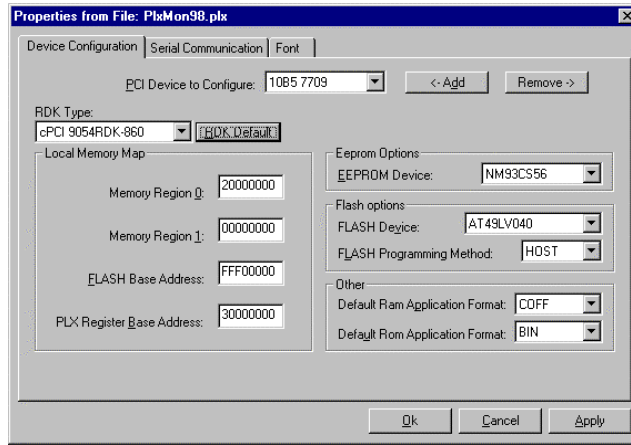 Properties from File: PlxMon98.plx
Device Configuration
Serial Communication
Font
PCI Device to Configure:
10B5 7709
<- Add
Remove ->
RDK Type:
cPCI 9054RDK-860
RDK Default
Local Memory Map
Memory Region 0:
20000000
Memory Region 1:
00000000
FLASH Base Address:
FFF00000
PLX Register Base Address:
30000000
Eeprom Options
EEPROM Device:
NM93CS56
Flash options
FLASH Device:
AT49LV040
FLASH Programming Method:
HOST
Other
Default Ram Application Format:
COFF
Default Rom Application Format:
BIN
Ok
Cancel
Apply